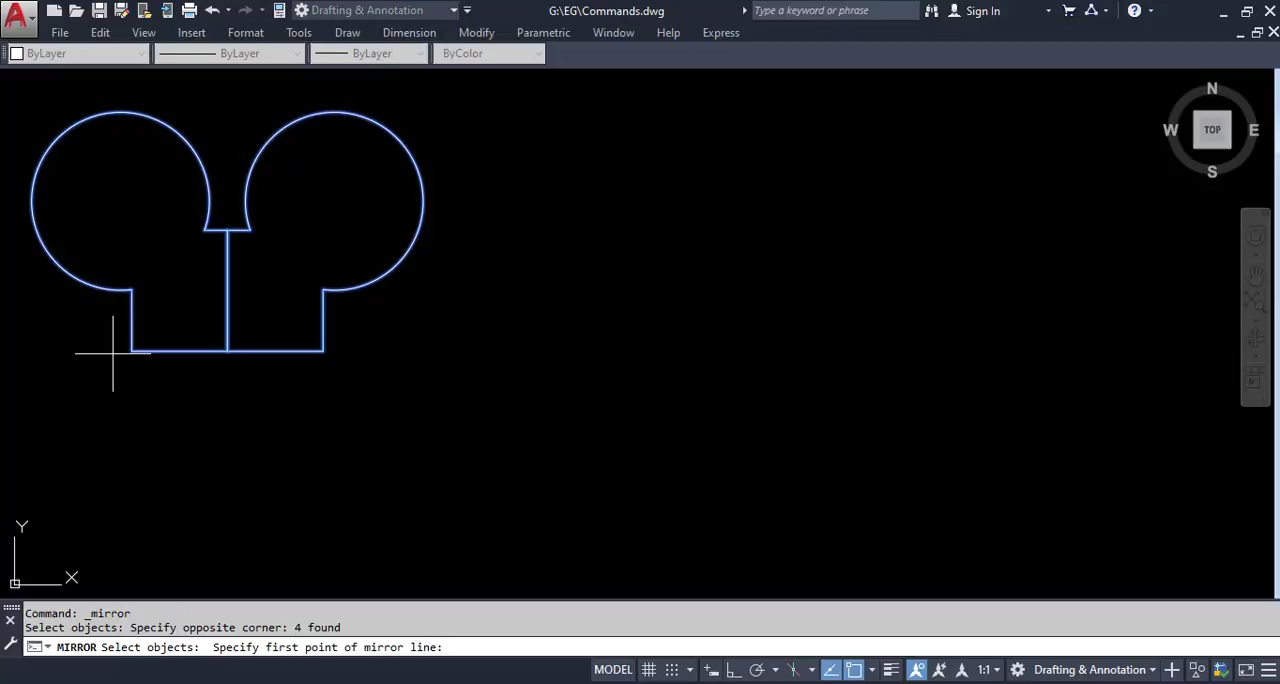 Drafting & Annotation G:\EG\Commands.dwg Type a keyword or phrase Sign In
File Edit View Insert Format Tools Draw Dimension Modify Parametric Window Help Express
ByLayer ByLayer ByLayer ByColor
N
W TOP E
S
Y
X
Command: _mirror
Select objects: Specify opposite corner: 4 found
MIRROR Select objects: Specify first point of mirror line:
MODEL 1:1 Drafting & Annotation